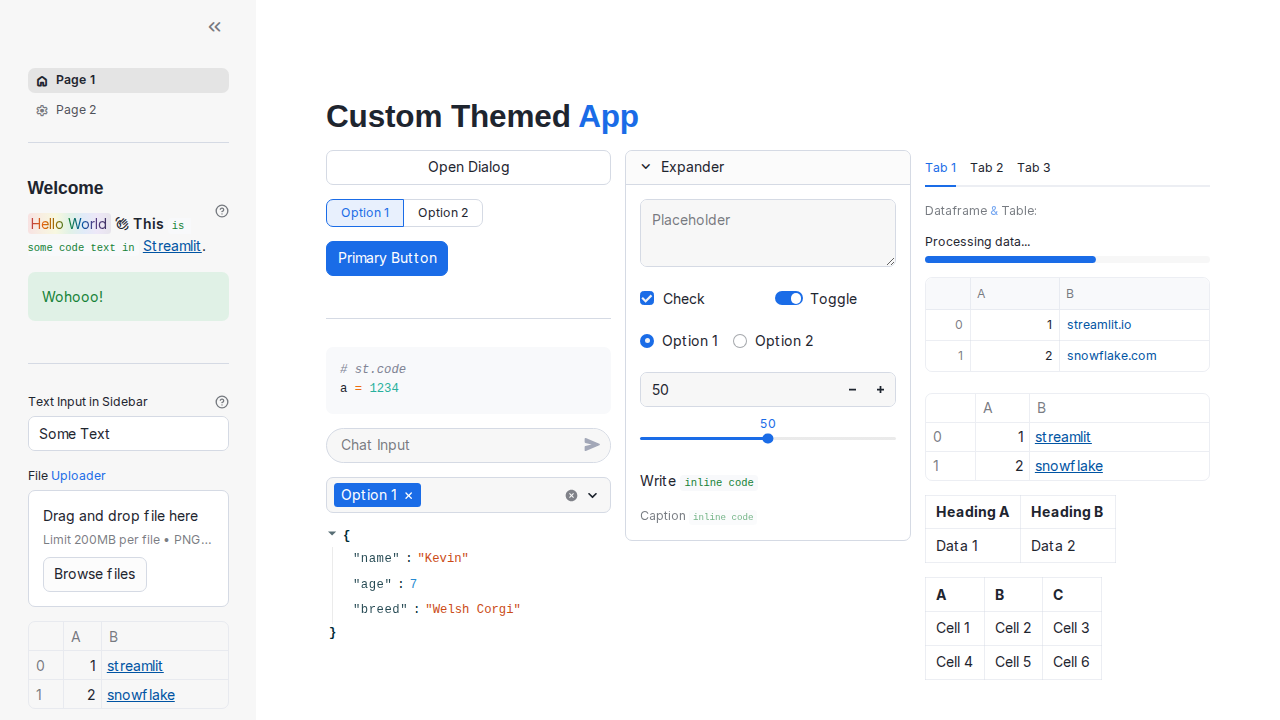 Page 1
Page 2
Welcome
Hello World 👋 This is
some code text in Streamlit.
Wohooo!
Text Input in Sidebar
Some Text
File Uploader
Drag and drop file here
Limit 200MB per file • PNG...
Browse files
A B
0 1 streamlit
1 2 snowflake
Custom Themed App
Open Dialog
Option 1 Option 2
Primary Button
# st.code
a = 1234
Chat Input
Option 1
{
"name" : "Kevin"
"age" : 7
"breed" : "Welsh Corgi"
}
Expander
Placeholder
Check Toggle
Option 1 Option 2
50
50
Write inline code
Caption inline code
Tab 1 Tab 2 Tab 3
Dataframe & Table:
Processing data...
A B
0 1 streamlit.io
1 2 snowflake.com
A B
0 1 streamlit
1 2 snowflake
Heading A Heading B
Data 1 Data 2
A B C
Cell 1 Cell 2 Cell 3
Cell 4 Cell 5 Cell 6